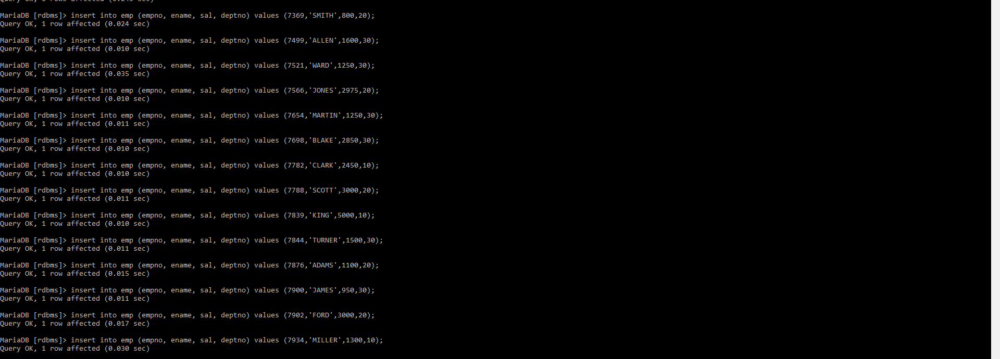 Query OK, 0 rows affected (0.245 sec)
MariaDB [rdbms]> insert into emp (empno, ename, sal, deptno) values (7369,'SMITH',800,20);
Query OK, 1 row affected (0.024 sec)
MariaDB [rdbms]> insert into emp (empno, ename, sal, deptno) values (7499,'ALLEN',1600,30);
Query OK, 1 row affected (0.010 sec)
MariaDB [rdbms]> insert into emp (empno, ename, sal, deptno) values (7521,'WARD',1250,30);
Query OK, 1 row affected (0.035 sec)
MariaDB [rdbms]> insert into emp (empno, ename, sal, deptno) values (7566,'JONES',2975,20);
Query OK, 1 row affected (0.010 sec)
MariaDB [rdbms]> insert into emp (empno, ename, sal, deptno) values (7654,'MARTIN',1250,30);
Query OK, 1 row affected (0.011 sec)
MariaDB [rdbms]> insert into emp (empno, ename, sal, deptno) values (7698,'BLAKE',2850,30);
Query OK, 1 row affected (0.010 sec)
MariaDB [rdbms]> insert into emp (empno, ename, sal, deptno) values (7782,'CLARK',2450,10);
Query OK, 1 row affected (0.010 sec)
MariaDB [rdbms]> insert into emp (empno, ename, sal, deptno) values (7788,'SCOTT',3000,20);
Query OK, 1 row affected (0.011 sec)
MariaDB [rdbms]> insert into emp (empno, ename, sal, deptno) values (7839,'KING',5000,10);
Query OK, 1 row affected (0.010 sec)
MariaDB [rdbms]> insert into emp (empno, ename, sal, deptno) values (7844,'TURNER',1500,30);
Query OK, 1 row affected (0.011 sec)
MariaDB [rdbms]> insert into emp (empno, ename, sal, deptno) values (7876,'ADAMS',1100,20);
Query OK, 1 row affected (0.015 sec)
MariaDB [rdbms]> insert into emp (empno, ename, sal, deptno) values (7900,'JAMES',950,30);
Query OK, 1 row affected (0.011 sec)
MariaDB [rdbms]> insert into emp (empno, ename, sal, deptno) values (7902,'FORD',3000,20);
Query OK, 1 row affected (0.017 sec)
MariaDB [rdbms]> insert into emp (empno, ename, sal, deptno) values (7934,'MILLER',1300,10);
Query OK, 1 row affected (0.030 sec)